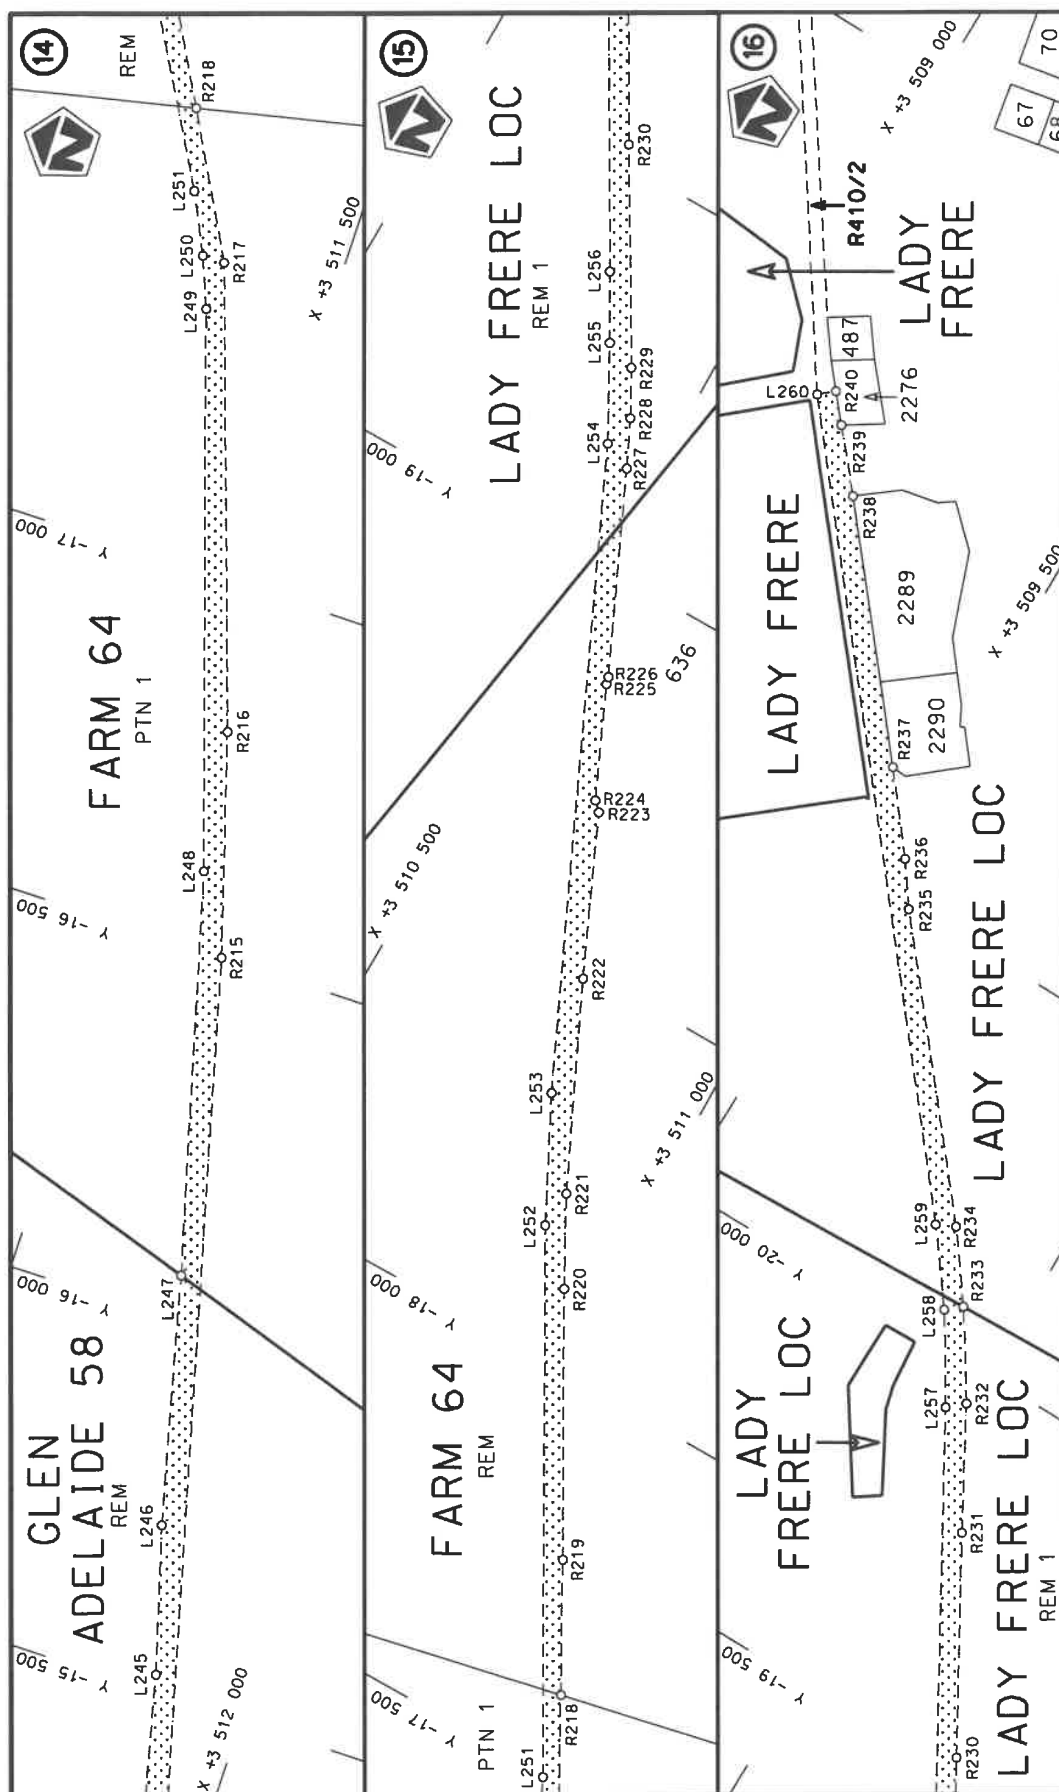 14
REM
R218
L251
L250
R217
L249
X +3 511 500
Y -17 000
FARM 64
PTN 1
R216
L248
Y -16 500
R215
L247
Y -16 000
GLEN
ADELAIDE 58
REM
L246
L245
Y -15 500
X +3 512 000
15
LADY FRERE LOC
REM 1
R230
L256
L255
R229
R228
L254
R227
Y -19 000
R226
R225
636
R224
R223
X +3 510 500
R222
L253
X +3 511 000
R221
L252
R220
Y -18 000
FARM 64
REM
R219
R218
Y -17 500
PTN 1
L251
16
X +3 509 000
70
67
68
R410/2
LADY
FRERE
487
L260
R240
2276
R239
R238
LADY FRERE
2289
X +3 509 500
R237
2290
R236
R235
LADY FRERE LOC
L259
R234
Y -20 000
R233
L258
LADY
FRERE LOC
L257
R232
R231
LADY FRERE LOC
REM 1
Y -19 500
R230